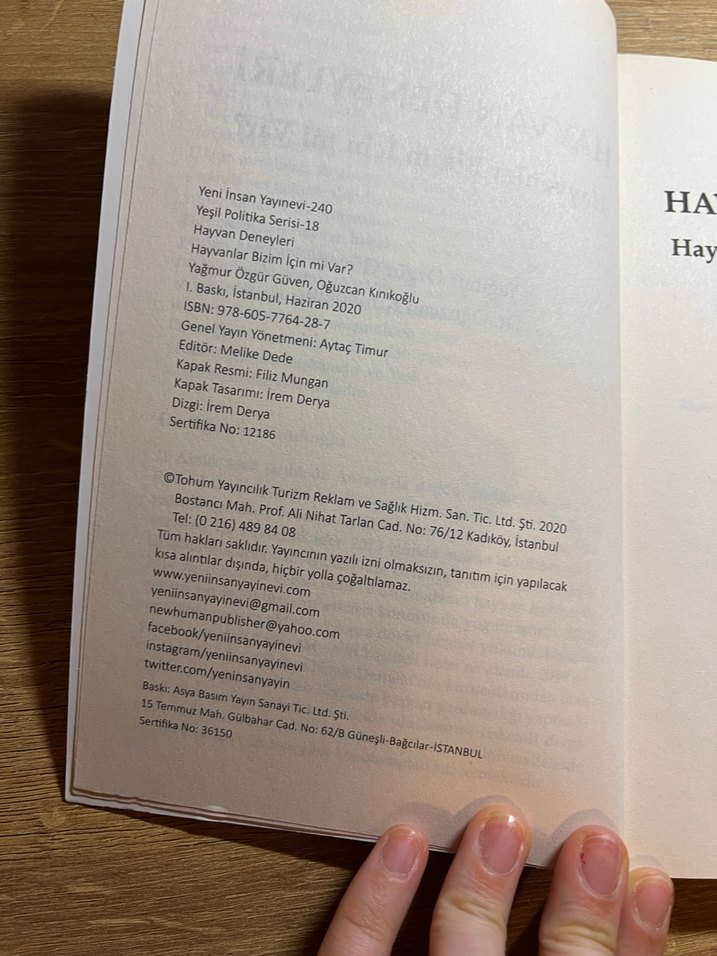 Yeni İnsan Yayınevi-240
Yeşil Politika Serisi-18
Hayvan Deneyleri
Hayvanlar Bizim İçin mi Var?
Yağmur Özgür Güven, Oğuzcan Kınıkoğlu
I. Baskı, İstanbul, Haziran 2020
ISBN: 978-605-7764-28-7
Genel Yayın Yönetmeni: Aytaç Timur
Editör: Melike Dede
Kapak Resmi: Filiz Mungan
Kapak Tasarımı: İrem Derya
Dizgi: İrem Derya
Sertifika No: 12186
©Tohum Yayıncılık Turizm Reklam ve Sağlık Hizm. San. Tic. Ltd. Şti. 2020
Bostancı Mah. Prof. Ali Nihat Tarlan Cad. No: 76/12 Kadıköy, İstanbul
Tel: (0 216) 489 84 08
Tüm hakları saklıdır. Yayıncının yazılı izni olmaksızın, tanıtım için yapılacak
kısa alıntılar dışında, hiçbir yolla çoğaltılamaz.
www.yeniinsanyayinevi.com
yeniinsanyayinevi@gmail.com
newhumanpublisher@yahoo.com
facebook/yeniinsanyayinevi
instagram/yeniinsanyayinevi
twitter.com/yeninsanyayin
Baskı: Asya Basım Yayın Sanayi Tic. Ltd. Şti.
15 Temmuz Mah. Gülbahar Cad. No: 62/B Güneşli-Bağcılar-İSTANBUL
Sertifika No: 36150
HAY
Hay